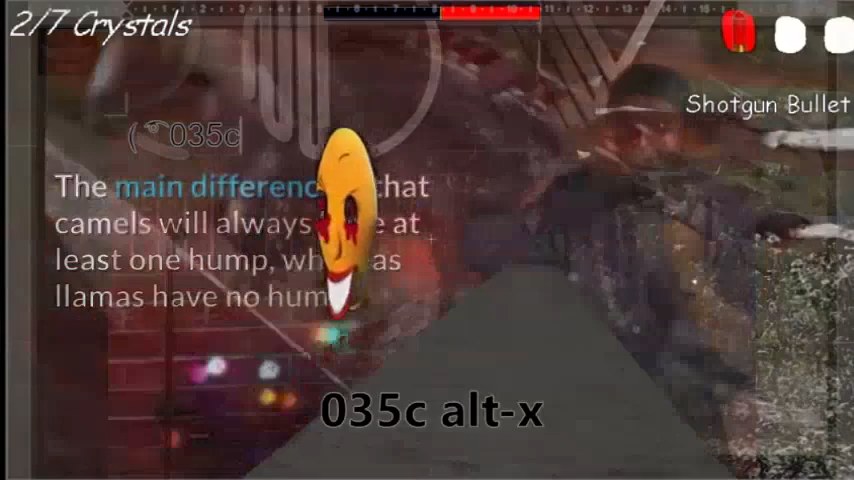 2/7 Crystals
Shotgun Bullet
( ͡° 035c
The main differenc that
camels will always e at
least one hump, wh as
llamas have no hum
035c alt-x